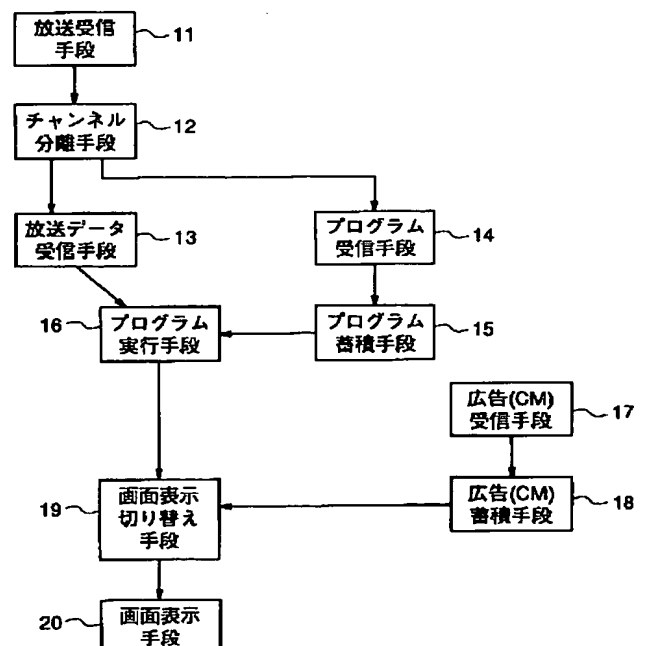 放送受信
手段
11
チャンネル
分離手段
12
放送データ
受信手段
13
プログラム
受信手段
14
16
プログラム
実行手段
プログラム
蓄積手段
15
広告(CM)
受信手段
17
19
画面表示
切り替え
手段
広告(CM)
蓄積手段
18
20
画面表示
手段